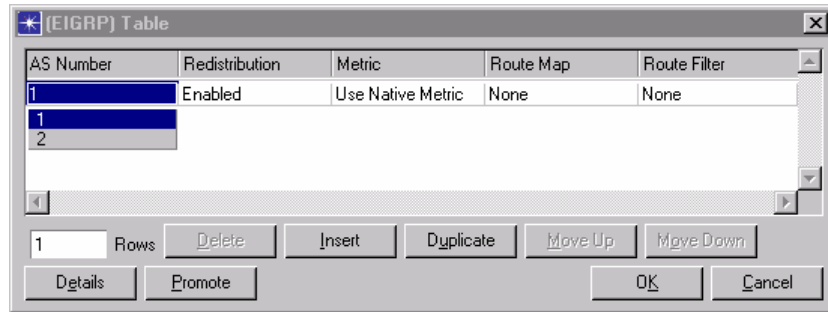 (EIGRP) Table
AS Number Redistribution Metric Route Map Route Filter
1 Enabled Use Native Metric None None
1
2
1 Rows Delete Insert Duplicate Move Up Move Down
Details Promote OK Cancel